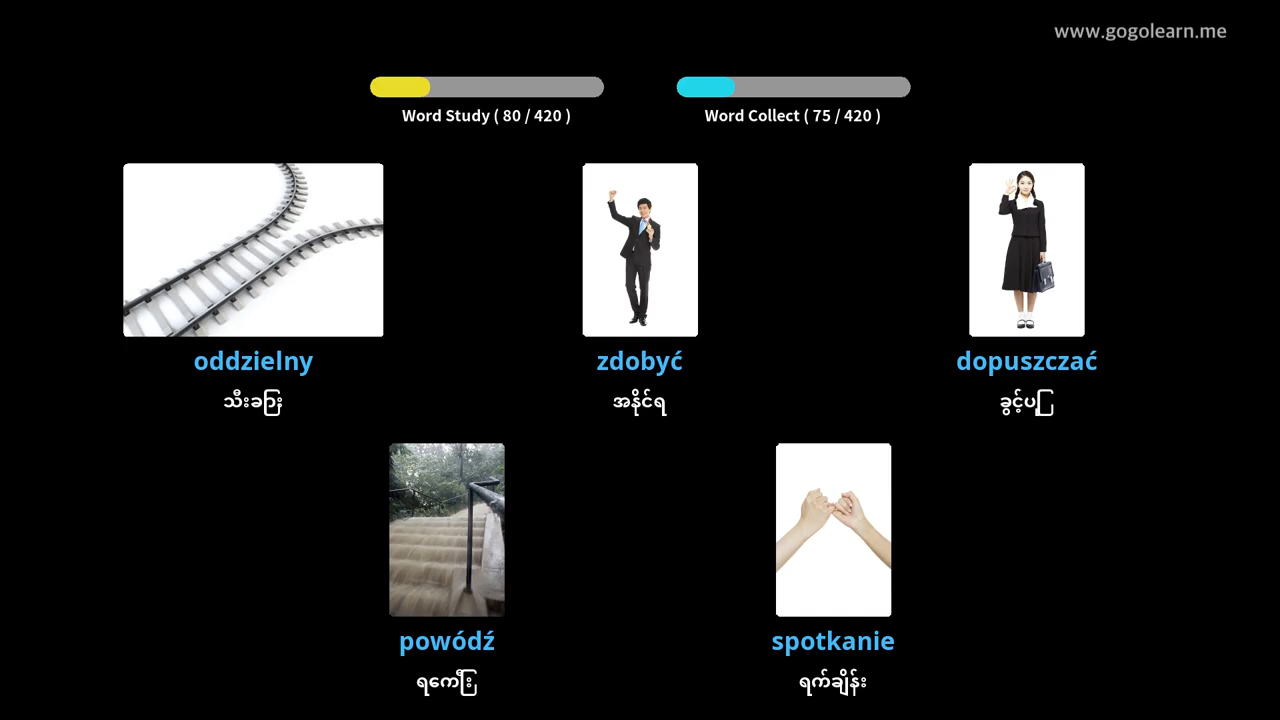 www.gogolearn.me
Word Study ( 80 / 420 )
Word Collect ( 75 / 420 )
oddzielny
zdobyć
dopuszczać
သီးခြား
အနိုင်ရ
ခွင့်ပြု
powódź
spotkanie
ရေကြီး
ရက်ချိန်း